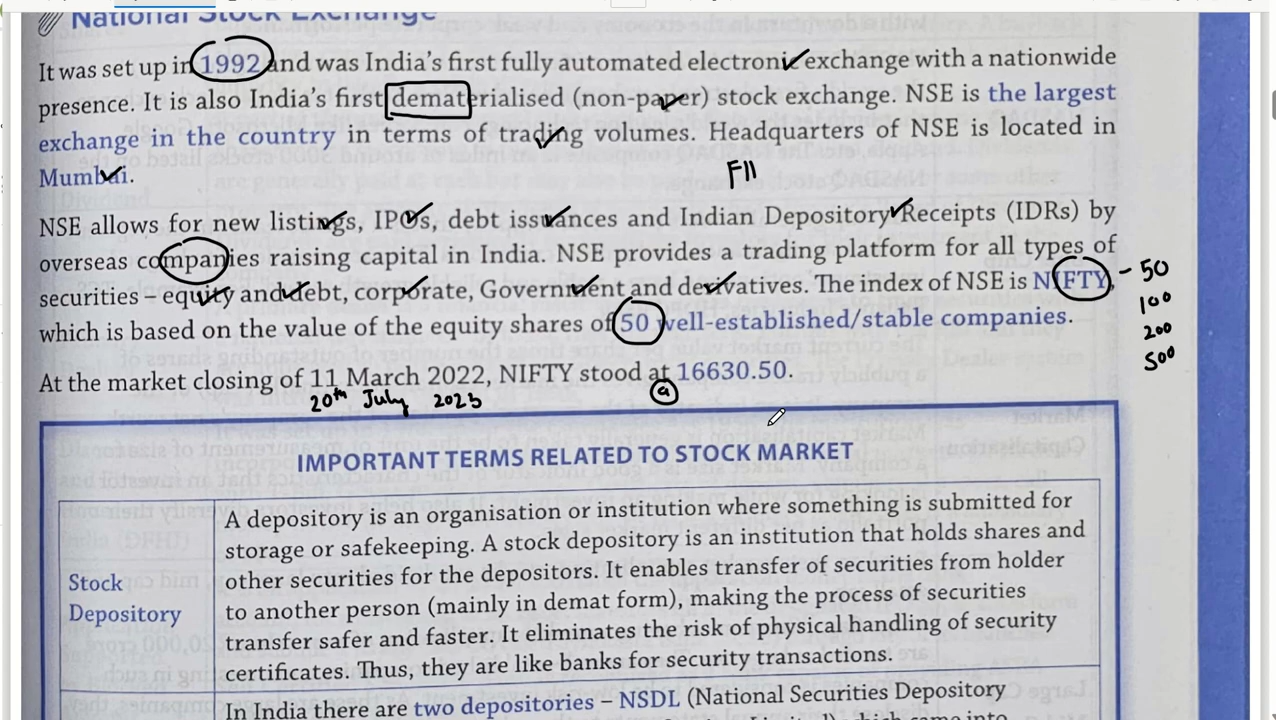 National Stock Exchange
It was set up in 1992 and was India's first fully automated electronic exchange with a nationwide
presence. It is also India's first dematerialised (non-paper) stock exchange. NSE is the largest
exchange in the country in terms of trading volumes. Headquarters of NSE is located in
Mumbai.
FII
NSE allows for new listings, IPOs, debt issuances and Indian Depository Receipts (IDRs) by
overseas companies raising capital in India. NSE provides a trading platform for all types of
securities – equity and debt, corporate, Government and derivatives. The index of NSE is NIFTY,
- 50
100
200
500
which is based on the value of the equity shares of 50 well-established/stable companies.
At the market closing of 11 March 2022, NIFTY stood at 16630.50.
20th July 2023
a
IMPORTANT TERMS RELATED TO STOCK MARKET
Stock
Depository
A depository is an organisation or institution where something is submitted for
storage or safekeeping. A stock depository is an institution that holds shares and
other securities for the depositors. It enables transfer of securities from holder
to another person (mainly in demat form), making the process of securities
transfer safer and faster. It eliminates the risk of physical handling of security
certificates. Thus, they are like banks for security transactions.
In India there are two depositories – NSDL (National Securities Depository